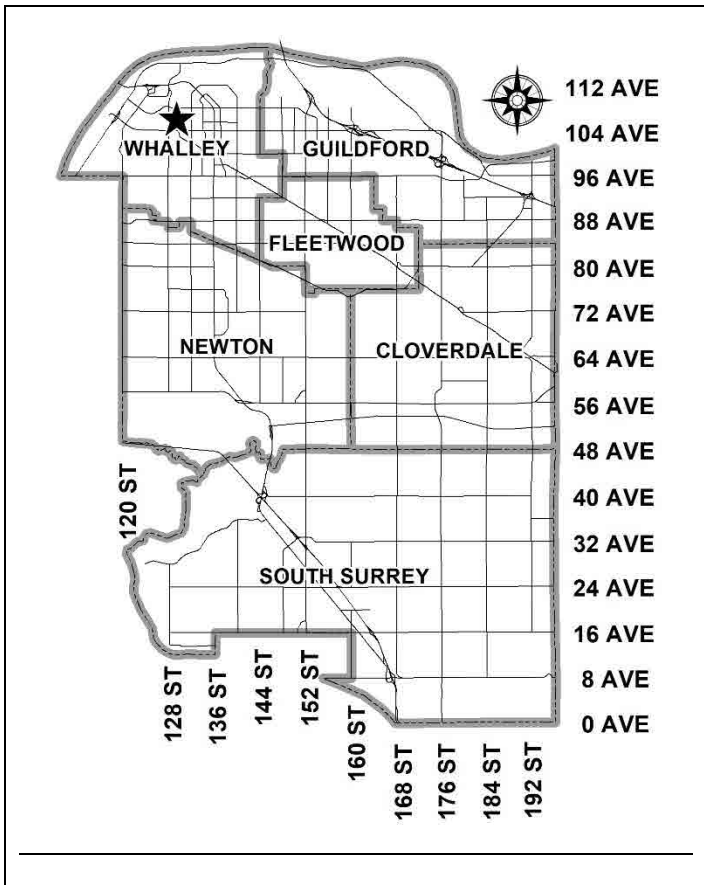 112 AVE
104 AVE
WHALLEY
GUILDFORD
96 AVE
88 AVE
FLEETWOOD
80 AVE
72 AVE
NEWTON
CLOVERDALE
64 AVE
56 AVE
48 AVE
120 ST
40 AVE
32 AVE
SOUTH SURREY
24 AVE
16 AVE
128 ST
136 ST
144 ST
152 ST
8 AVE
160 ST
0 AVE
168 ST
176 ST
184 ST
192 ST